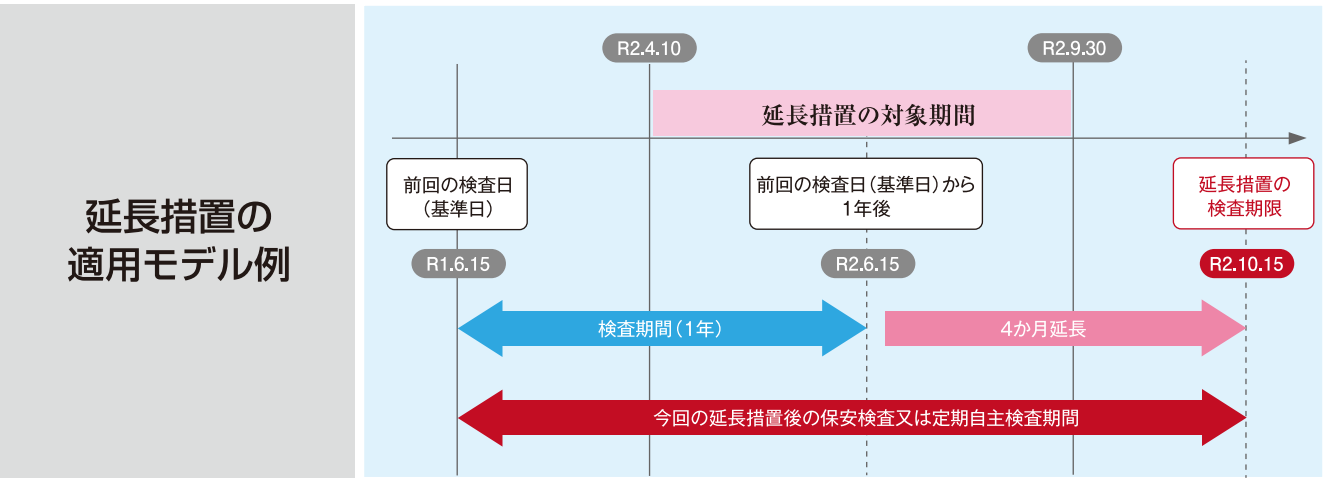 延長措置の
適用モデル例
R2.4.10
R2.9.30
延長措置の対象期間
前回の検査日
（基準日）
前回の検査日（基準日）から
1年後
延長措置の
検査期限
R1.6.15
R2.6.15
R2.10.15
検査期間（1年）
4か月延長
今回の延長措置後の保安検査又は定期自主検査期間